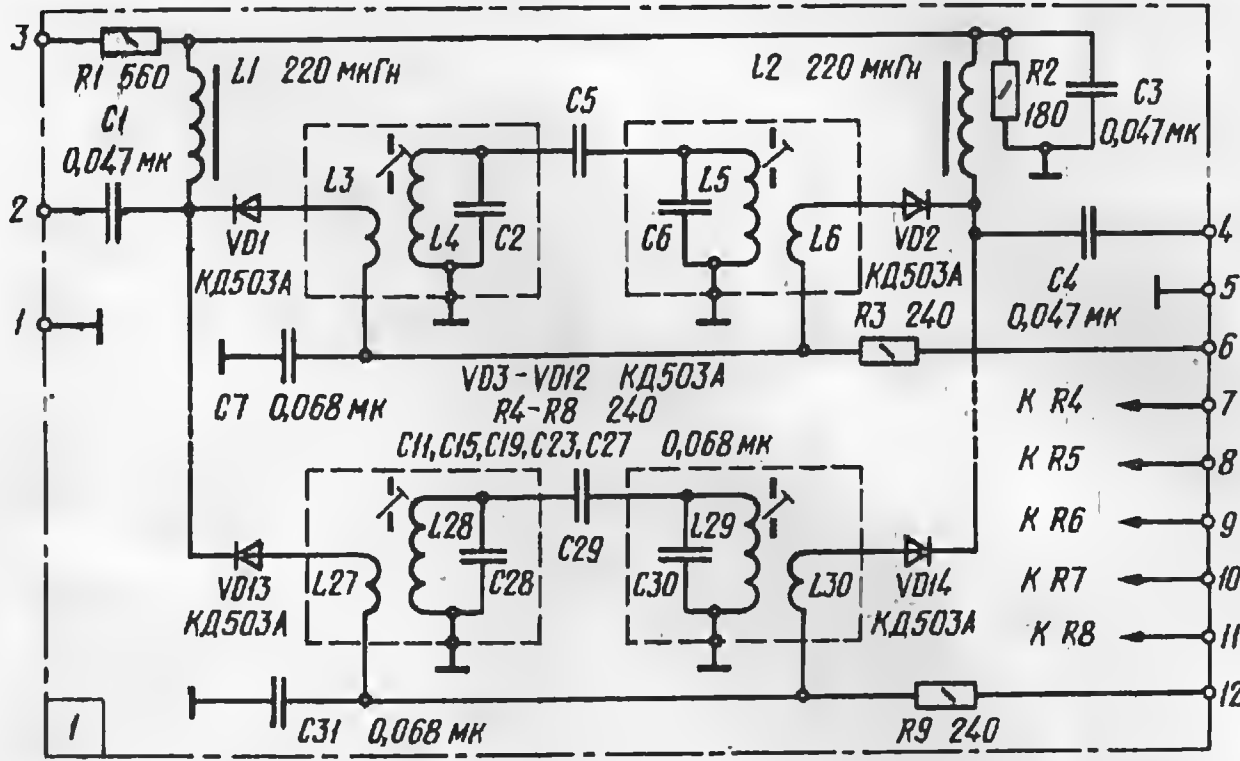 3
R1 560
L1 220 мкГн
L2 220 мкГн
R2
180
C3
0,047 мк
C1
0,047 мк
C5
2
L3
L4
C2
C6
L5
L6
VD1
КД503А
VD2
КД503А
4
C4
0,047 мк
5
1
R3 240
6
C7 0,068 мк
VD3-VD12 КД503А
R4-R8 240
C11, C15, C19, C23, C27 0,068 мк
К R4
7
К R5
8
К R6
9
К R7
10
К R8
11
L28
C28
C29
L29
C30
VD13
КД503А
L27
L30
VD14
КД503А
C31 0,068 мк
R9 240
12
1